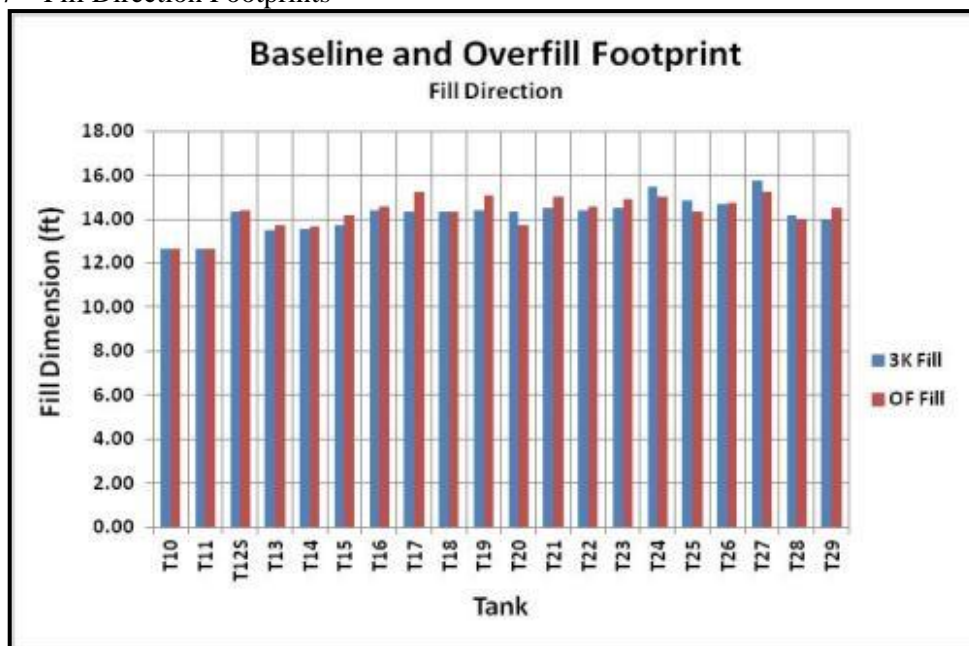 Fill Direction Footprints
Baseline and Overfill Footprint
Fill Direction
18.00
16.00
14.00
12.00
10.00
8.00
6.00
4.00
2.00
0.00
Fill Dimension (ft)
T10 T11 T12S T13 T14 T15 T16 T17 T18 T19 T20 T21 T22 T23 T24 T25 T26 T27 T28 T29
Tank
3K Fill
OF Fill